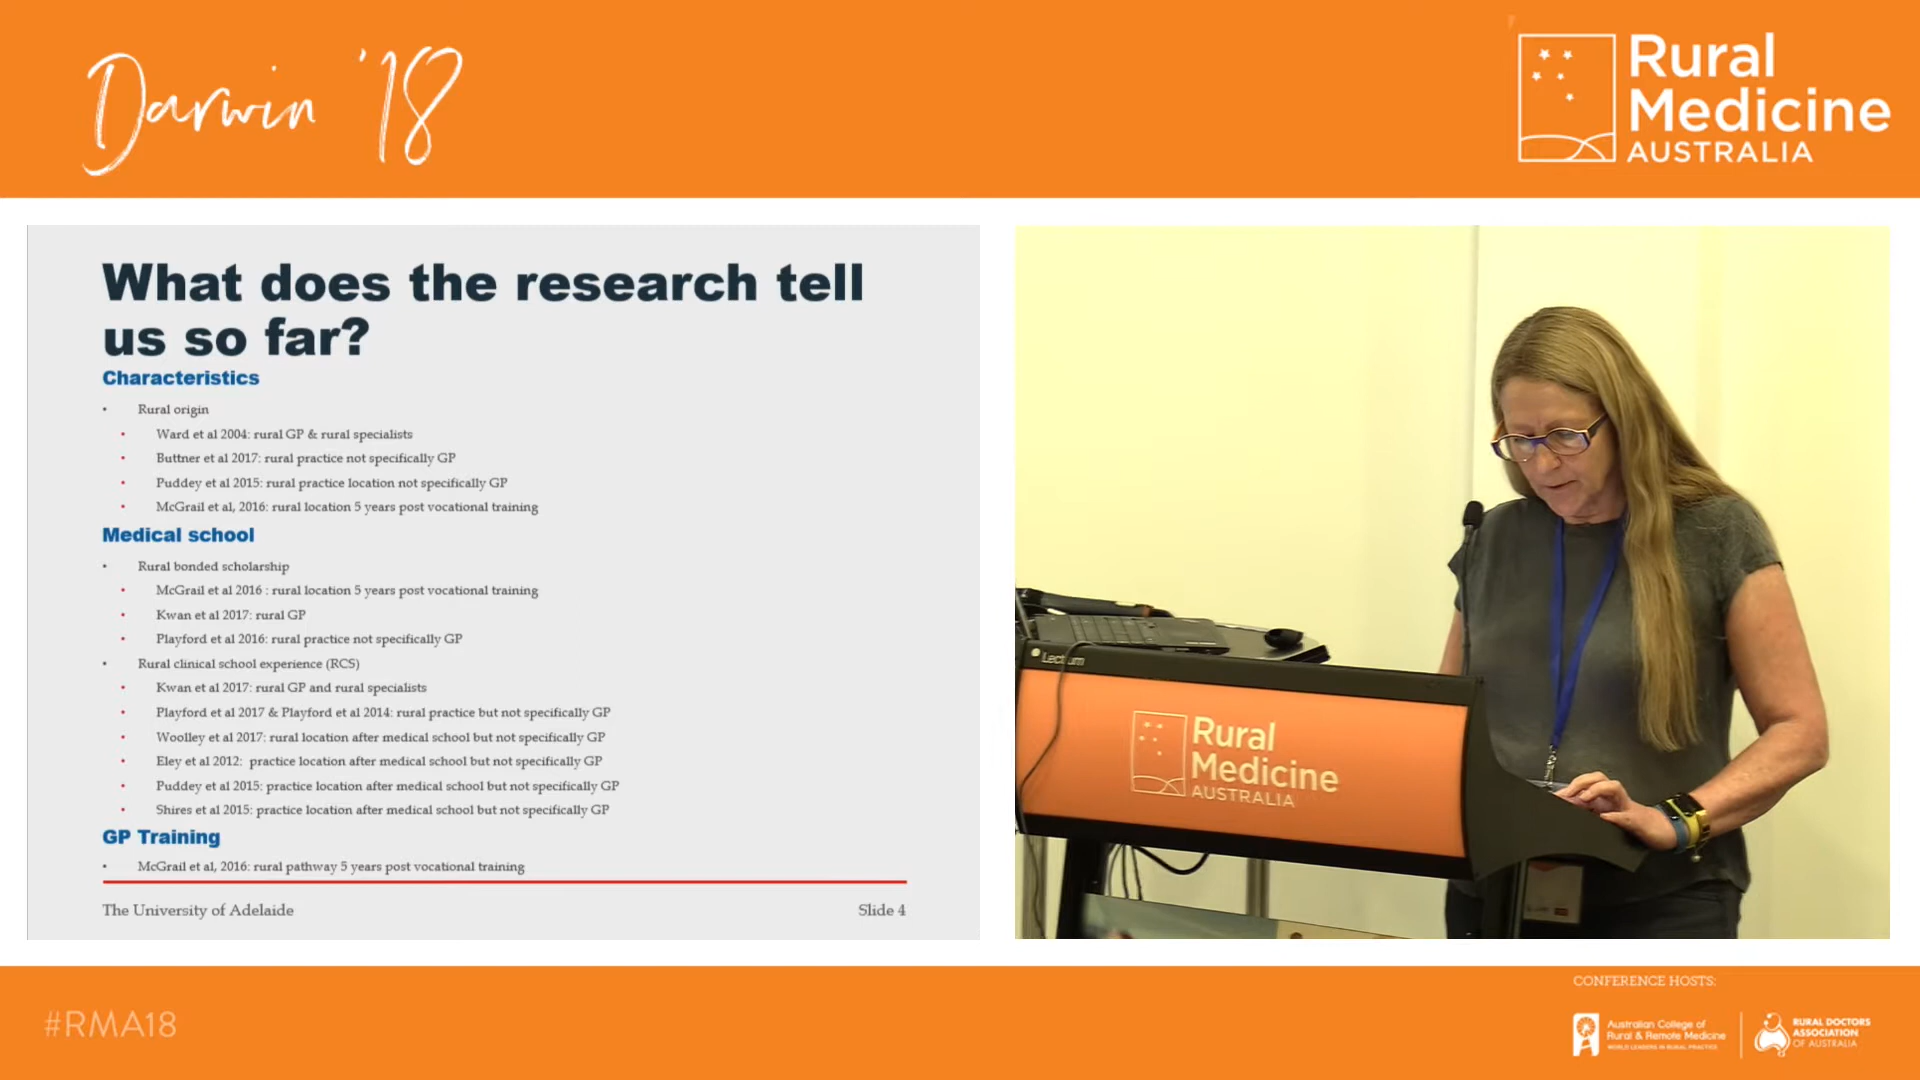 Darwin '18
Rural
Medicine
AUSTRALIA
What does the research tell
us so far?
Characteristics
• Rural origin
• Ward et al 2004: rural GP & rural specialists
• Buttner et al 2017: rural practice not specifically GP
• Puddey et al 2015: rural practice location not specifically GP
• McGrail et al, 2016: rural location 5 years post vocational training
Medical school
• Rural bonded scholarship
• McGrail et al 2016 : rural location 5 years post vocational training
• Kwan et al 2017: rural GP
• Playford et al 2016: rural practice not specifically GP
• Rural clinical school experience (RCS)
• Kwan et al 2017: rural GP and rural specialists
• Playford et al 2017 & Playford et al 2014: rural practice but not specifically GP
• Woolley et al 2017: rural location after medical school but not specifically GP
• Eley et al 2012: practice location after medical school but not specifically GP
• Puddey et al 2015: practice location after medical school but not specifically GP
• Shires et al 2015: practice location after medical school but not specifically GP
GP Training
• McGrail et al, 2016: rural pathway 5 years post vocational training
The University of Adelaide
Slide 4
Rural
Medicine
AUSTRALIA
#RMA18
CONFERENCE HOSTS:
Australian College of
Rural & Remote Medicine
WORLD LEADERS IN RURAL PRACTICE
RURAL DOCTORS
ASSOCIATION
OF AUSTRALIA